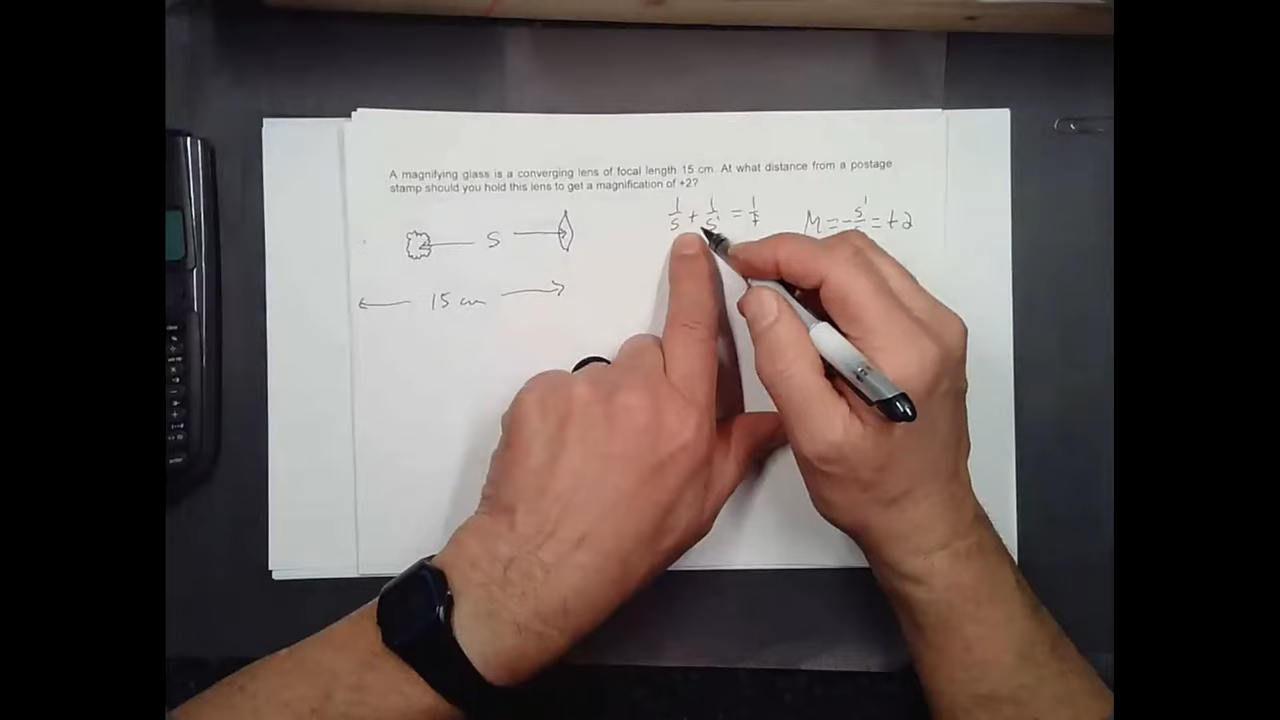 A magnifying glass is a converging lens of focal length 15 cm. At what distance from a postage
stamp should you hold this lens to get a magnification of +2?
1/s + 1/s' = 1/f
M = -s'/s = +2
s
15 cm